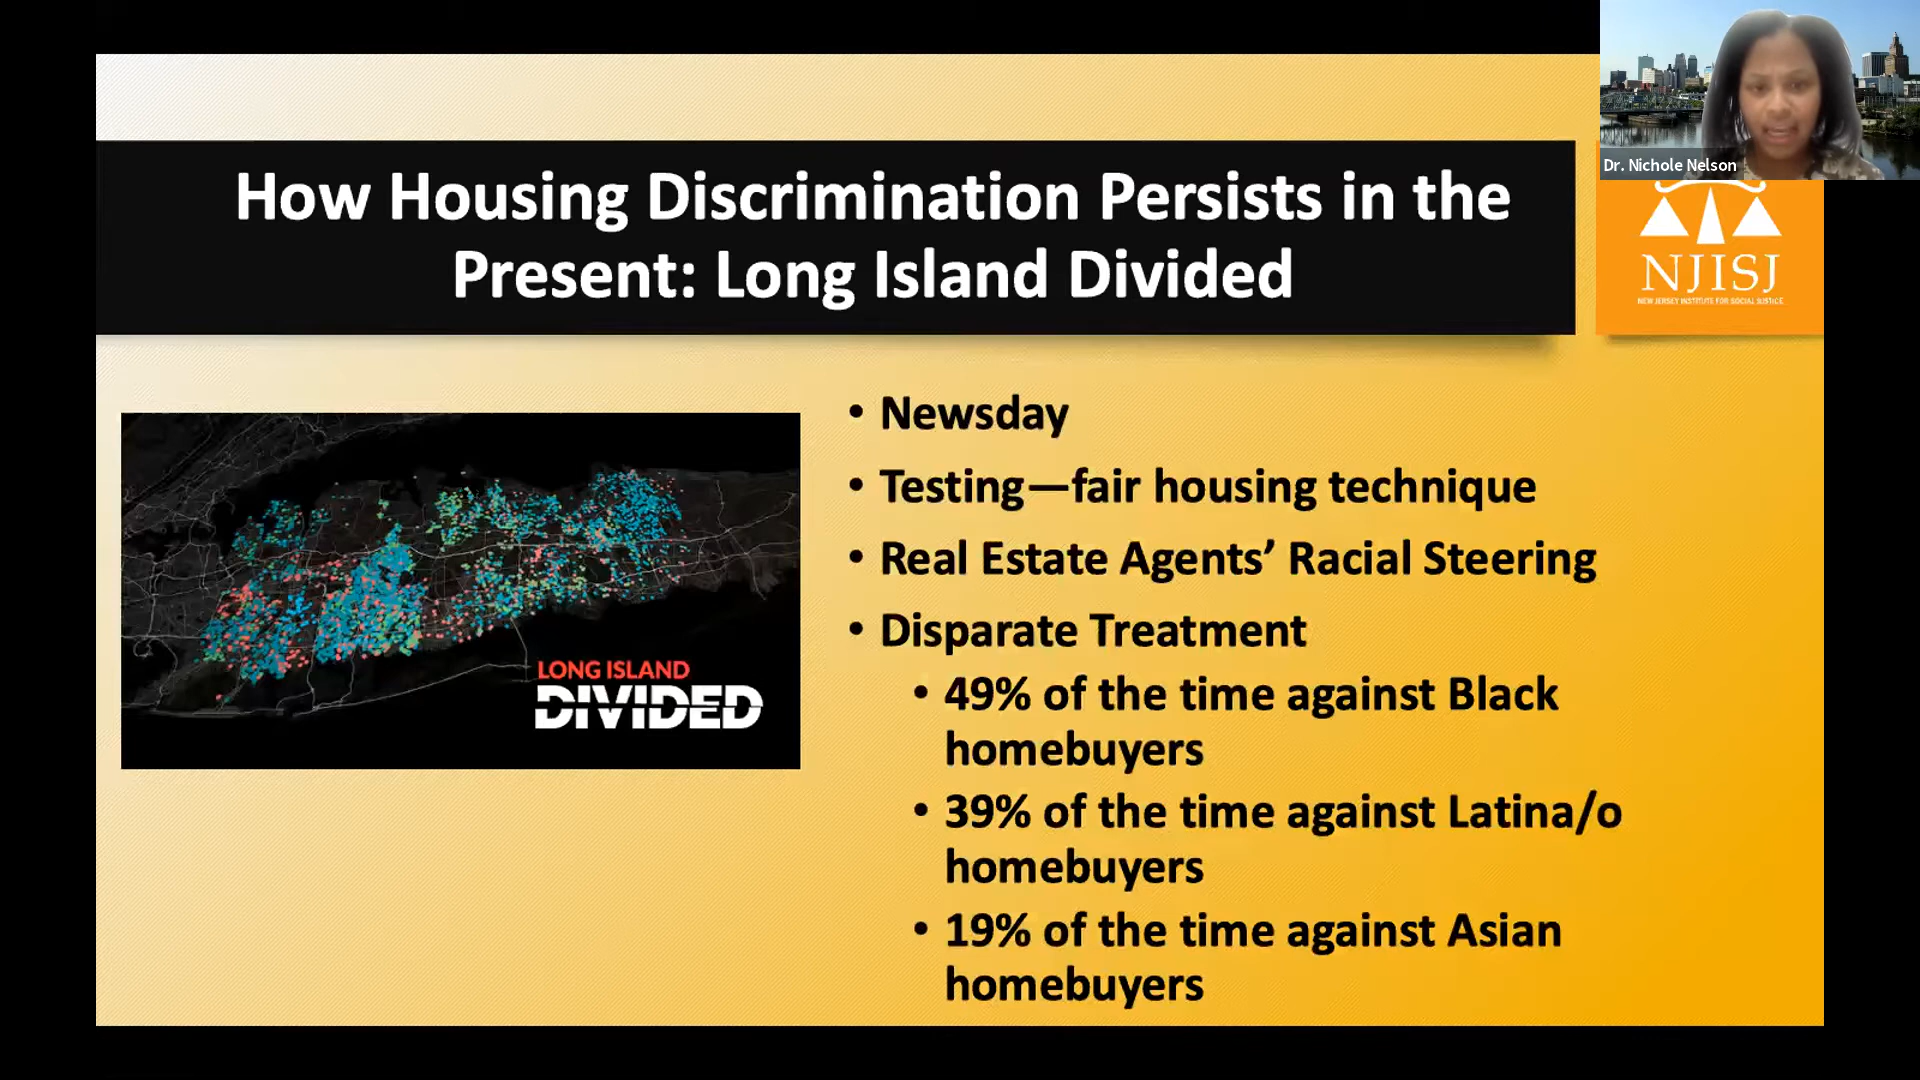 How Housing Discrimination Persists in the
Present: Long Island Divided
Dr. Nichole Nelson
NJISJ
NEW JERSEY INSTITUTE FOR SOCIAL JUSTICE
LONG ISLAND
DIVIDED
• Newsday
• Testing—fair housing technique
• Real Estate Agents’ Racial Steering
• Disparate Treatment
• 49% of the time against Black
homebuyers
• 39% of the time against Latina/o
homebuyers
• 19% of the time against Asian
homebuyers